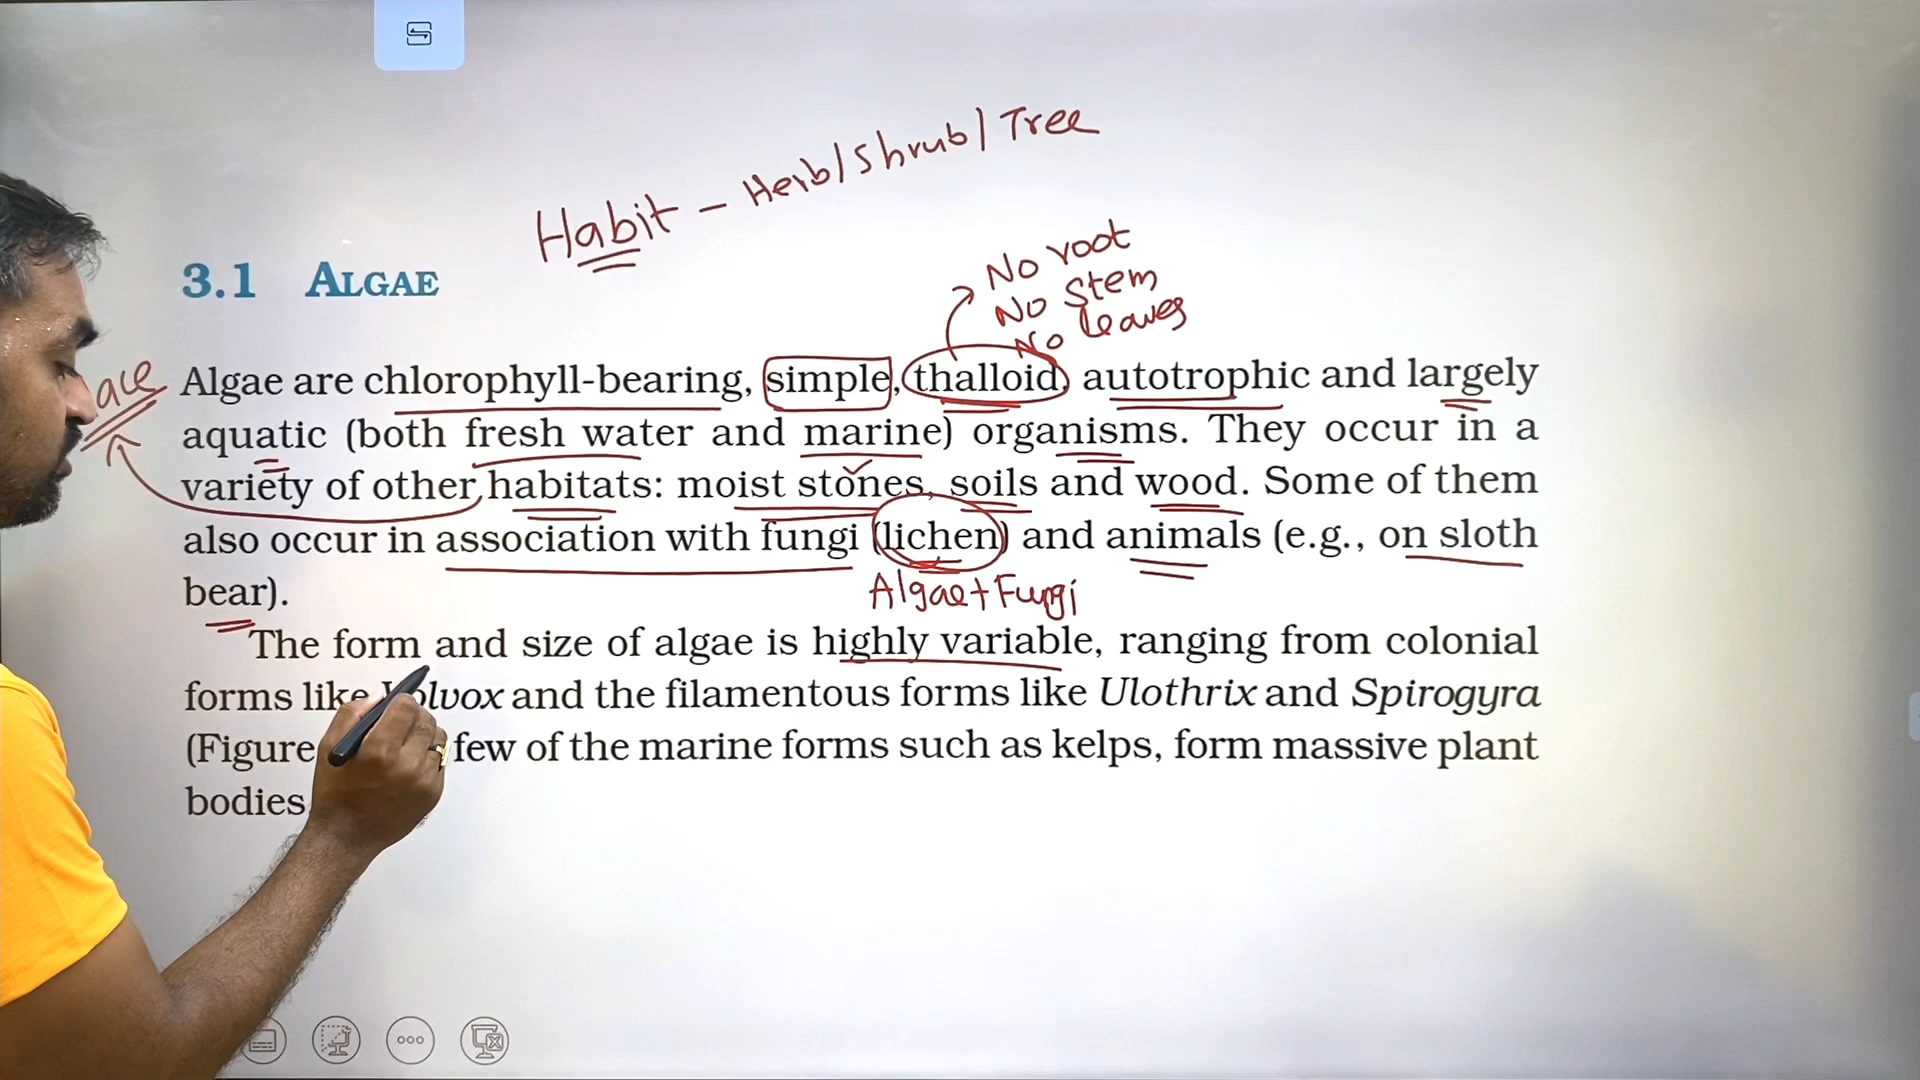 Habit – Herb/Shrub/Tree
3.1 ALGAE
No root
No Stem
No leaves
Algae are chlorophyll-bearing, simple, thalloid, autotrophic and largely
aquatic (both fresh water and marine) organisms. They occur in a
variety of other habitats: moist stones, soils and wood. Some of them
also occur in association with fungi (lichen) and animals (e.g., on sloth
bear).
Algae+Fungi
The form and size of algae is highly variable, ranging from colonial
forms like and the filamentous forms like Ulothrix and Spirogyra
(Figure few of the marine forms such as kelps, form massive plant
bodies